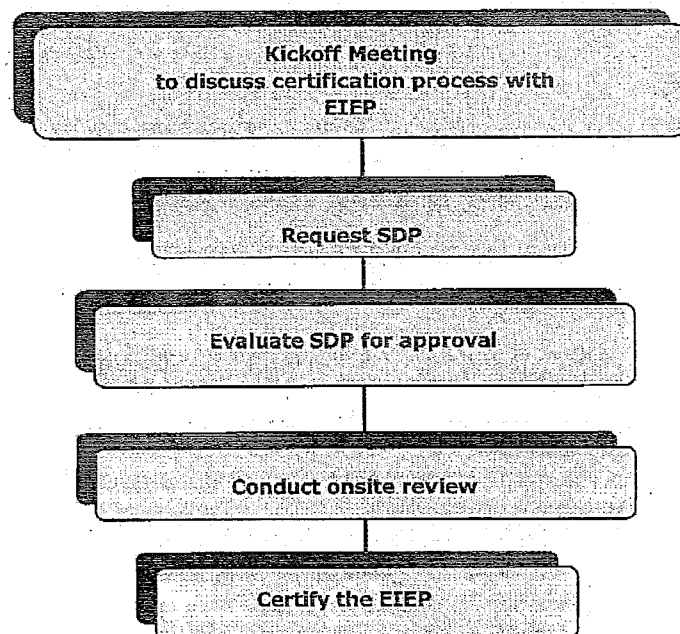 Kickoff Meeting
to discuss certification process with
EIEP
Request SDP
Evaluate SDP for approval
Conduct onsite review
Certify the EIEP